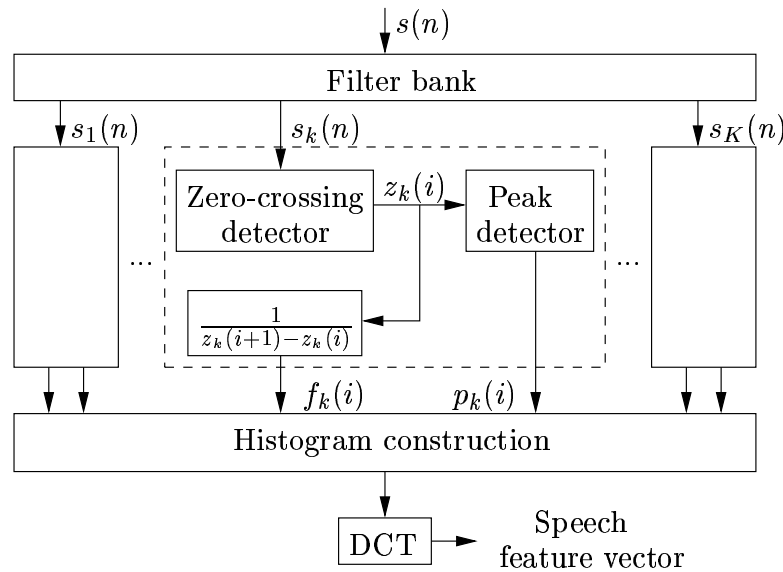 s(n)
Filter bank
s_1(n)
s_k(n)
s_K(n)
Zero-crossing
detector
z_k(i)
Peak
detector
...
...
1
z_k(i+1)−z_k(i)
f_k(i)
p_k(i)
Histogram construction
DCT
Speech
feature vector